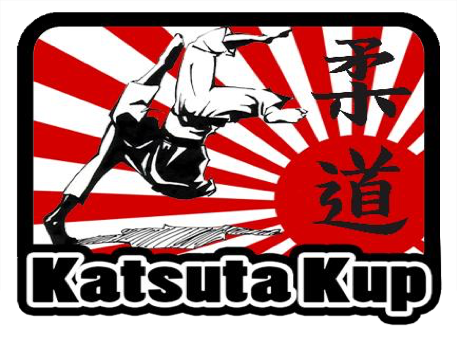 柔道
Katsuta Kup